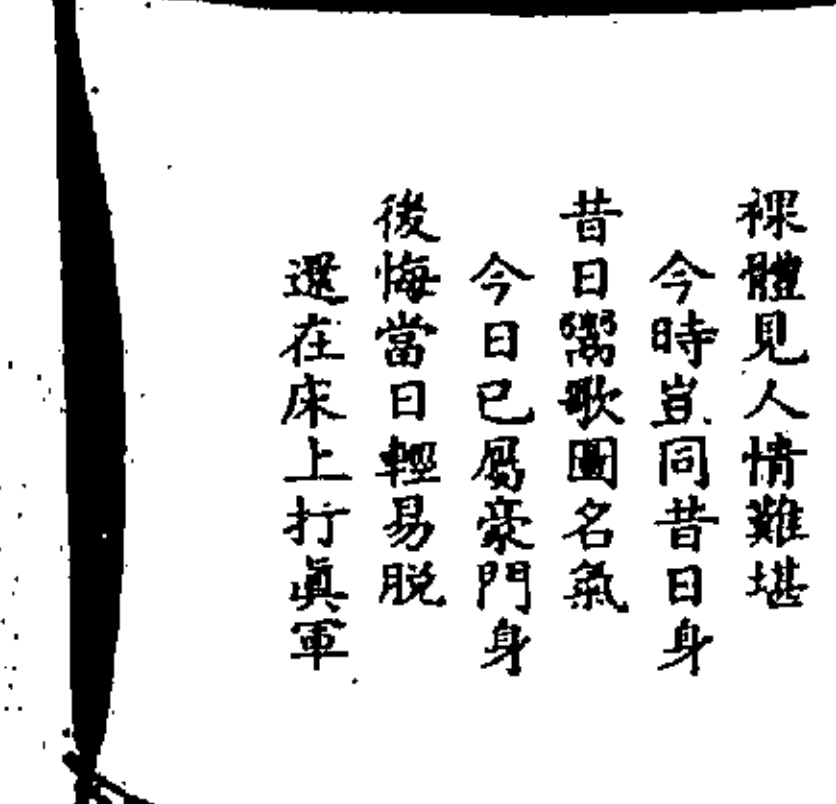 裸體見人情難堪
今時豈同昔日身
昔日鬻歌圖名氣
今日已屬豪門身
後悔當日輕易脫
還在床上打眞軍